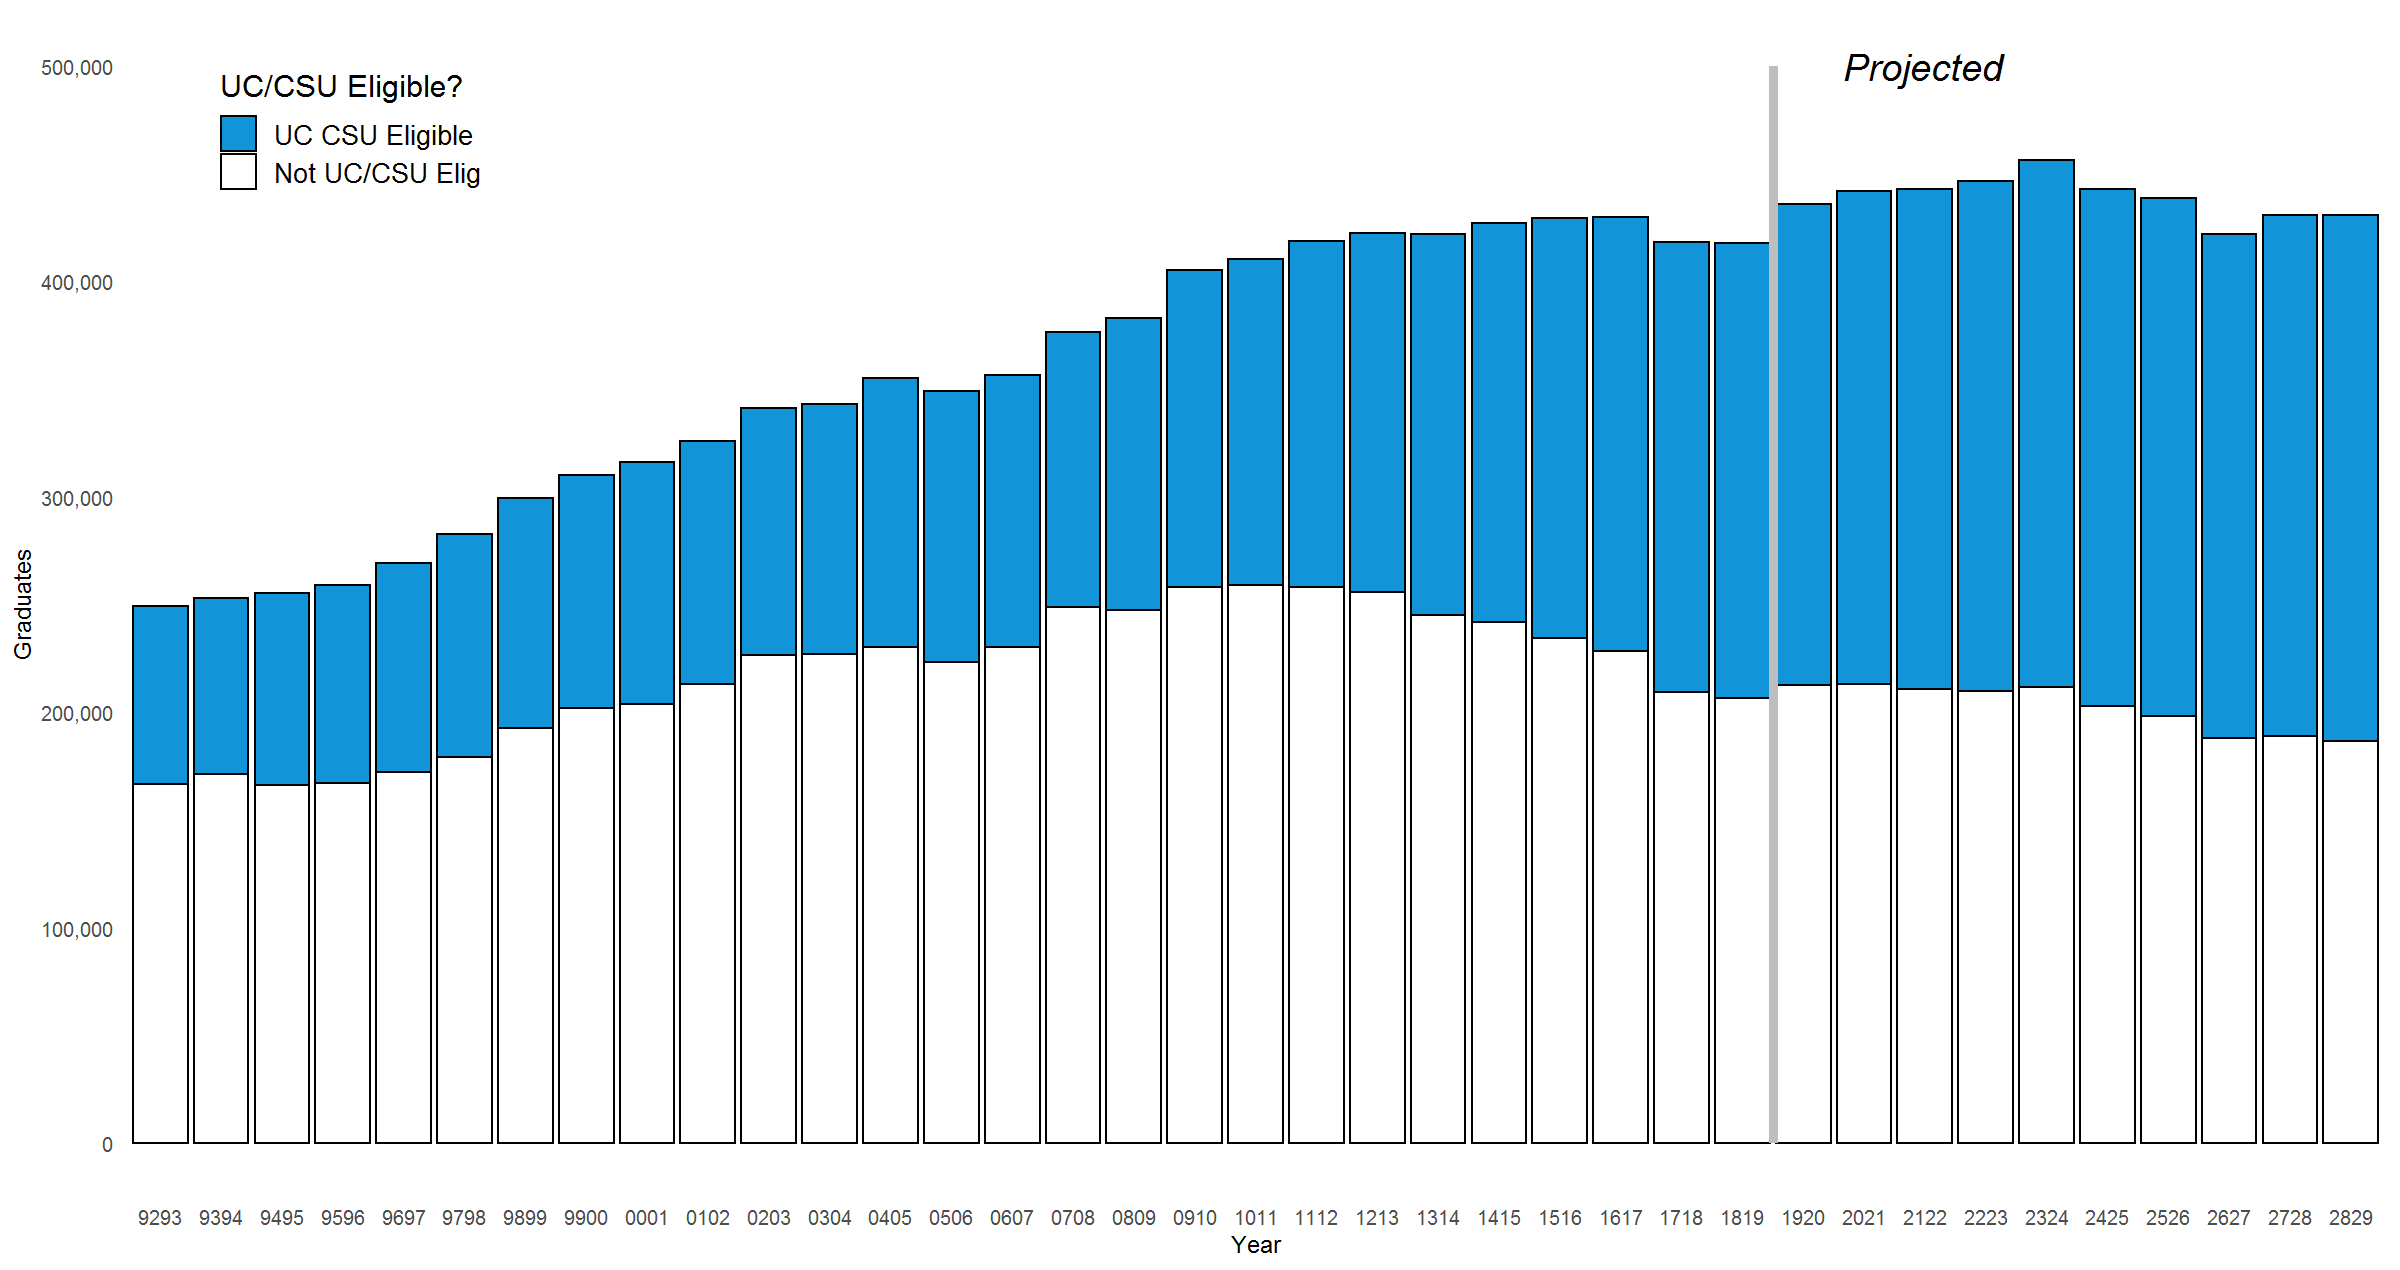 Projected
500,000
UC/CSU Eligible?
UC CSU Eligible
Not UC/CSU Elig
400,000
300,000
200,000
100,000
0
Graduates
9293 9394 9495 9596 9697 9798 9899 9900 0001 0102 0203 0304 0405 0506 0607 0708 0809 0910 1011 1112 1213 1314 1415 1516 1617 1718 1819 1920 2021 2122 2223 2324 2425 2526 2627 2728 2829
Year